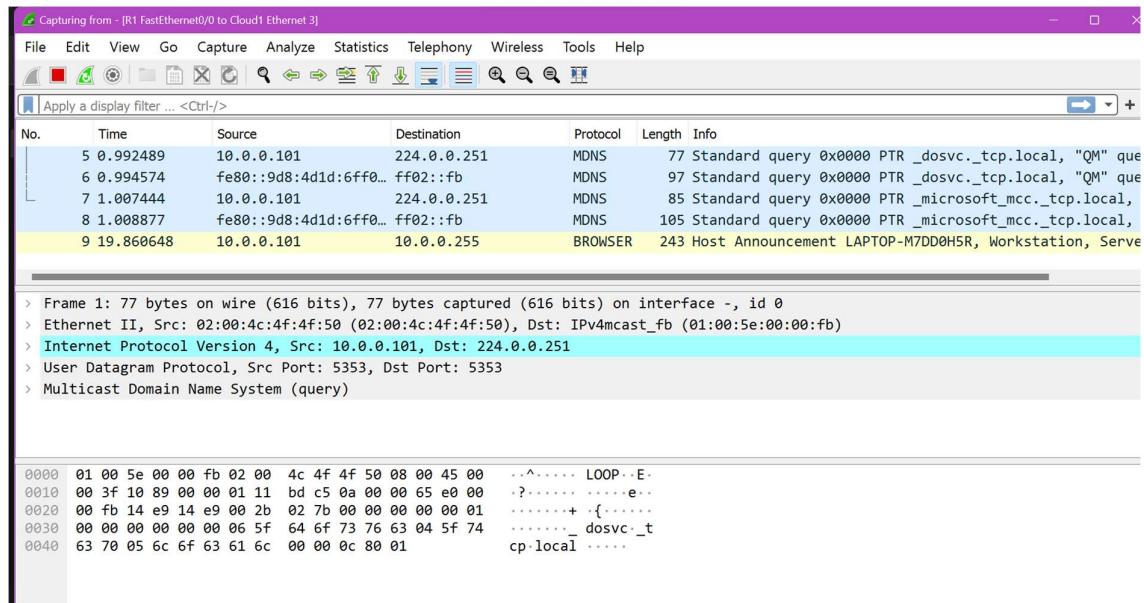 Capturing from - [R1 FastEthernet0/0 to Cloud1 Ethernet 3]
File Edit View Go Capture Analyze Statistics Telephony Wireless Tools Help
Apply a display filter ... <Ctrl-/>
No. Time Source Destination Protocol Length Info
5 0.992489 10.0.0.101 224.0.0.251 MDNS 77 Standard query 0x0000 PTR _dosvc._tcp.local, "QM" que
6 0.994574 fe80::9d8:4d1d:6ff0… ff02::fb MDNS 97 Standard query 0x0000 PTR _dosvc._tcp.local, "QM" que
7 1.007444 10.0.0.101 224.0.0.251 MDNS 85 Standard query 0x0000 PTR _microsoft_mcc._tcp.local,
8 1.008877 fe80::9d8:4d1d:6ff0… ff02::fb MDNS 105 Standard query 0x0000 PTR _microsoft_mcc._tcp.local,
9 19.860648 10.0.0.101 10.0.0.255 BROWSER 243 Host Announcement LAPTOP-M7DD0H5R, Workstation, Serve
Frame 1: 77 bytes on wire (616 bits), 77 bytes captured (616 bits) on interface -, id 0
Ethernet II, Src: 02:00:4c:4f:4f:50 (02:00:4c:4f:4f:50), Dst: IPv4mcast_fb (01:00:5e:00:00:fb)
Internet Protocol Version 4, Src: 10.0.0.101, Dst: 224.0.0.251
User Datagram Protocol, Src Port: 5353, Dst Port: 5353
Multicast Domain Name System (query)
0000 01 00 5e 00 00 fb 02 00 4c 4f 4f 50 08 00 45 00 ··^····· LOOP··E·
0010 00 3f 10 89 00 00 01 11 bd c5 0a 00 00 65 e0 00 ·?······ ·····e··
0020 00 fb 14 e9 14 e9 00 2b 02 7b 00 00 00 00 00 01 ·······+ ·{······
0030 00 00 00 00 00 00 06 5f 64 6f 73 76 63 04 5f 74 ·······_ dosvc·_t
0040 63 70 05 6c 6f 63 61 6c 00 00 0c 80 01 cp·local ·····